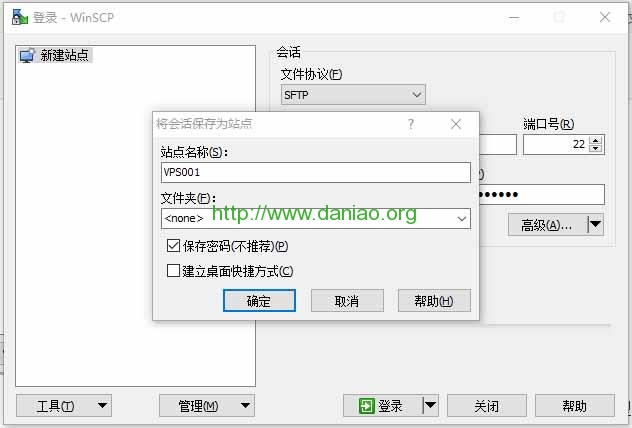 登录 - WinSCP
新建站点
会话
文件协议(F)
SFTP
端口号(R)
22
高级(A)...
将会话保存为站点
站点名称(S):
VPS001
文件夹(F):
<none>
http://www.daniao.org
保存密码(不推荐)(P)
建立桌面快捷方式(C)
确定
取消
帮助(H)
工具(T)
管理(M)
登录
关闭
帮助